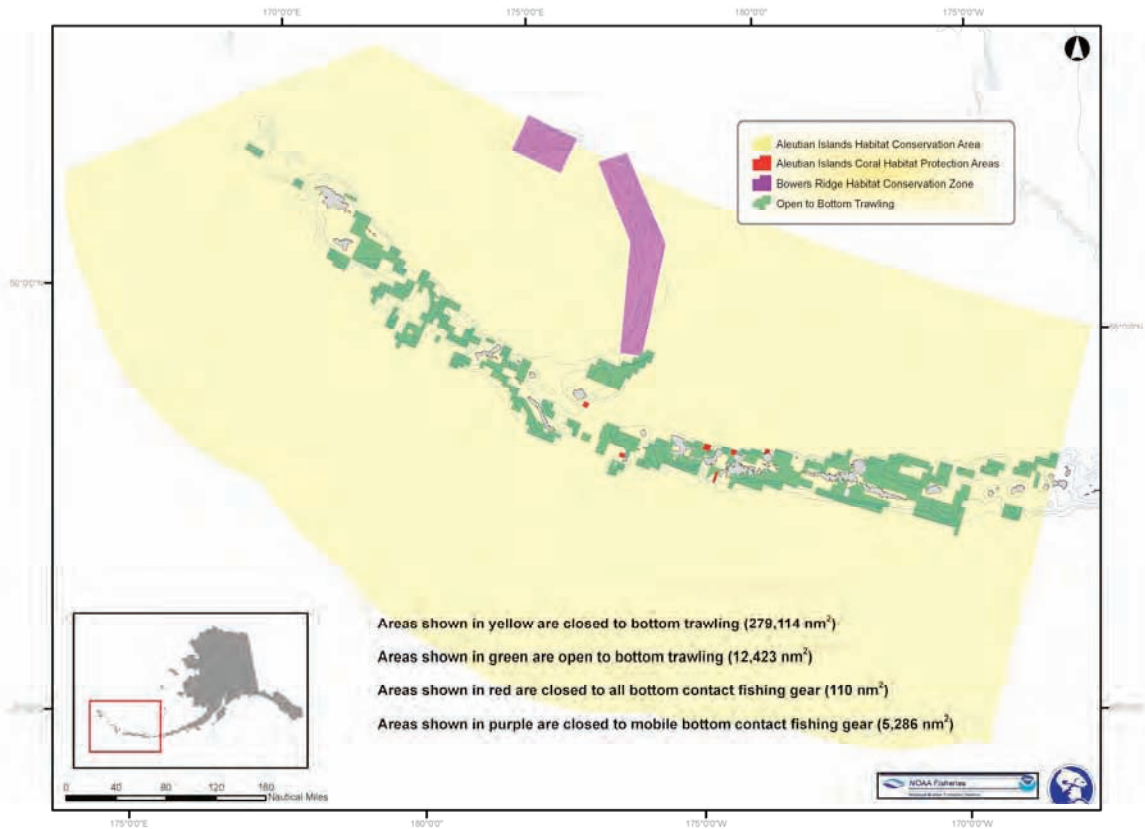 170°0'0"E 175°0'0"E 180°0'0" 175°0'0"W
Aleutian Islands Habitat Conservation Area
Aleutian Islands Coral Habitat Protection Areas
Bowers Ridge Habitat Conservation Zone
Open to Bottom Trawling
Areas shown in yellow are closed to bottom trawling (279,114 nm²)
Areas shown in green are open to bottom trawling (12,423 nm²)
Areas shown in red are closed to all bottom contact fishing gear (110 nm²)
Areas shown in purple are closed to mobile bottom contact fishing gear (5,286 nm²)
0 40 80 120 160
Nautical Miles
NOAA Fisheries
175°0'0"E 180°0'0" 175°0'0"W 170°0'0"W